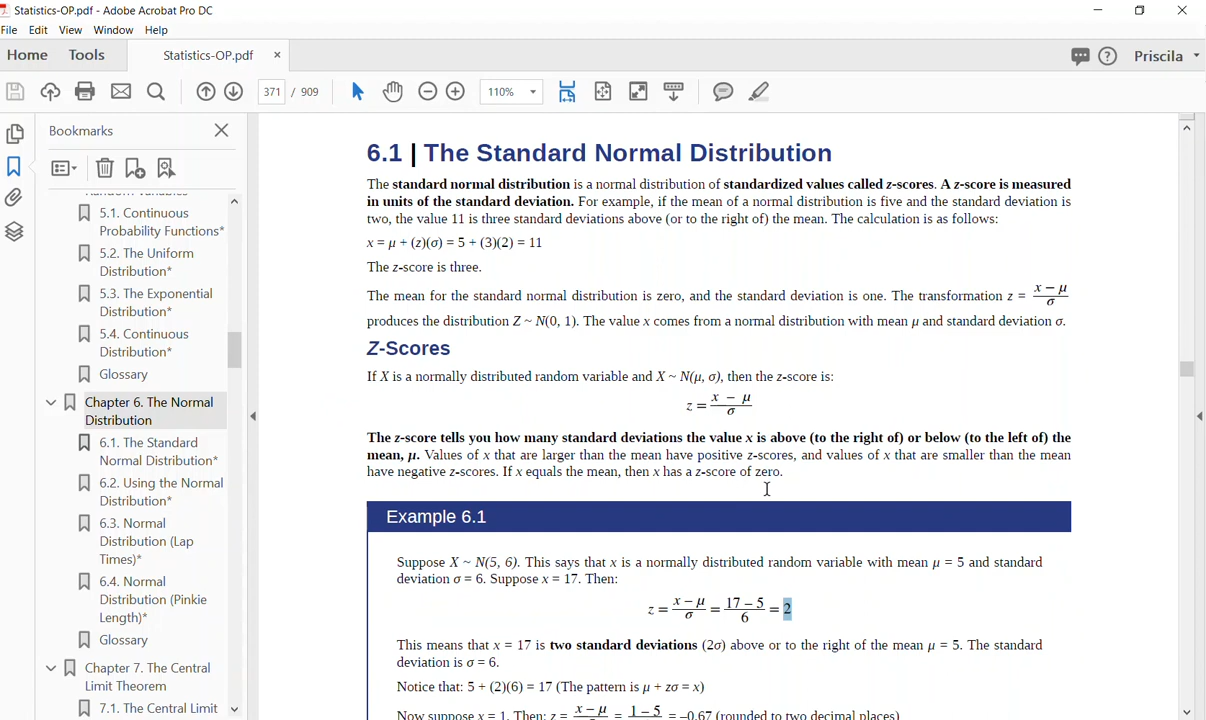 Statistics-OP.pdf - Adobe Acrobat Pro DC
File Edit View Window Help
Home Tools Statistics-OP.pdf × Priscila
371 / 909 110%
Bookmarks
5.1. Continuous
Probability Functions*
5.2. The Uniform
Distribution*
5.3. The Exponential
Distribution*
5.4. Continuous
Distribution*
Glossary
Chapter 6. The Normal
Distribution
6.1. The Standard
Normal Distribution*
6.2. Using the Normal
Distribution*
6.3. Normal
Distribution (Lap
Times)*
6.4. Normal
Distribution (Pinkie
Length)*
Glossary
Chapter 7. The Central
Limit Theorem
7.1. The Central Limit
6.1 | The Standard Normal Distribution
The standard normal distribution is a normal distribution of standardized values called z-scores. A z-score is measured
in units of the standard deviation. For example, if the mean of a normal distribution is five and the standard deviation is
two, the value 11 is three standard deviations above (or to the right of) the mean. The calculation is as follows:
x = μ + (z)(σ) = 5 + (3)(2) = 11
The z-score is three.
The mean for the standard normal distribution is zero, and the standard deviation is one. The transformation z = x − μ / σ
produces the distribution Z ~ N(0, 1). The value x comes from a normal distribution with mean μ and standard deviation σ.
Z-Scores
If X is a normally distributed random variable and X ~ N(μ, σ), then the z-score is:
z = x − μ / σ
The z-score tells you how many standard deviations the value x is above (to the right of) or below (to the left of) the
mean, μ. Values of x that are larger than the mean have positive z-scores, and values of x that are smaller than the mean
have negative z-scores. If x equals the mean, then x has a z-score of zero.
Example 6.1
Suppose X ~ N(5, 6). This says that x is a normally distributed random variable with mean μ = 5 and standard
deviation σ = 6. Suppose x = 17. Then:
z = x − μ / σ = 17 − 5 / 6 = 2
This means that x = 17 is two standard deviations (2σ) above or to the right of the mean μ = 5. The standard
deviation is σ = 6.
Notice that: 5 + (2)(6) = 17 (The pattern is μ + zσ = x)
Now suppose x = 1. Then: z = x − μ / σ = 1 − 5 / = −0.67 (rounded to two decimal places)